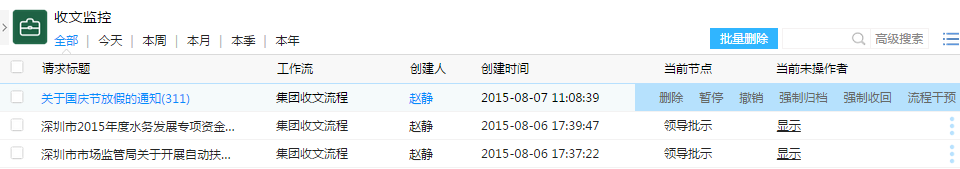 收文监控
全部 | 今天 | 本周 | 本月 | 本季 | 本年 批量删除 高级搜索
请求标题 工作流 创建人 创建时间 当前节点 当前未操作者
关于国庆节放假的通知(311) 集团收文流程 赵静 2015-08-07 11:08:39 删除 暂停 撤销 强制归档 强制收回 流程干预
深圳市2015年度水务发展专项资金... 集团收文流程 赵静 2015-08-06 17:39:47 领导批示 显示
深圳市市场监管局关于开展自动扶... 集团收文流程 赵静 2015-08-06 17:37:22 领导批示 显示